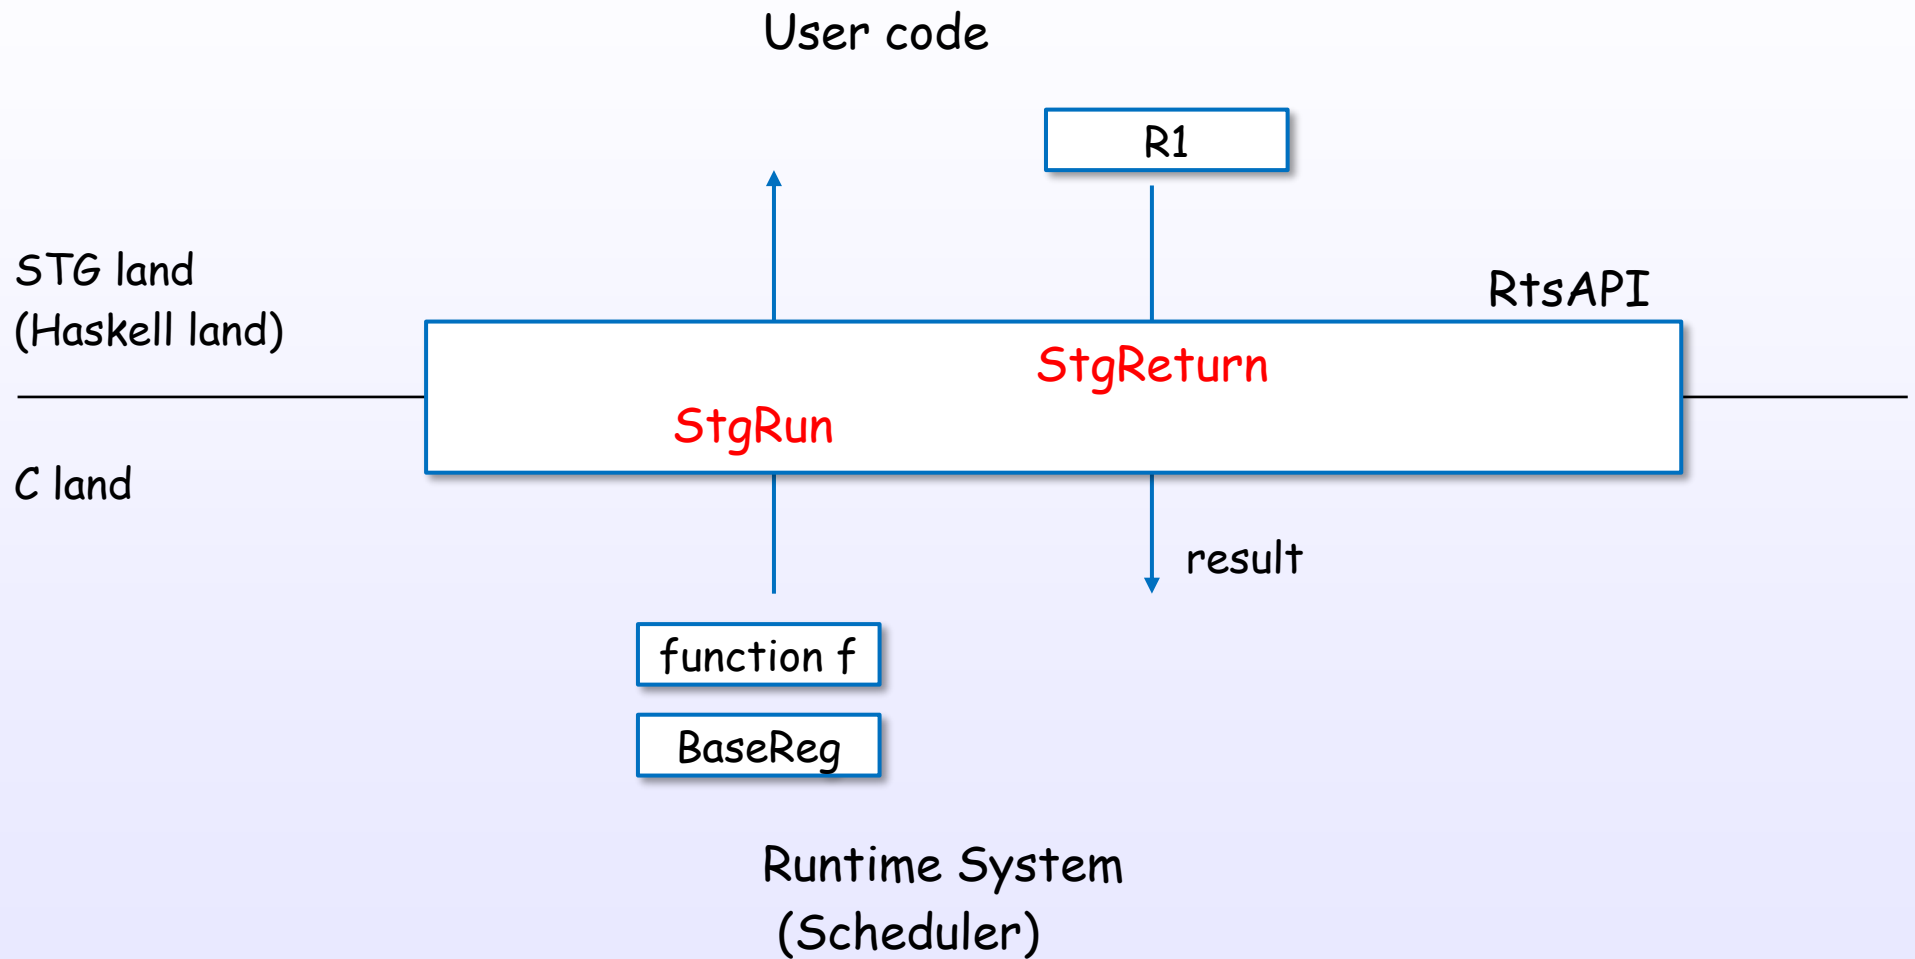 User code
R1
STG land
(Haskell land)
RtsAPI
StgReturn
StgRun
C land
result
function f
BaseReg
Runtime System
(Scheduler)